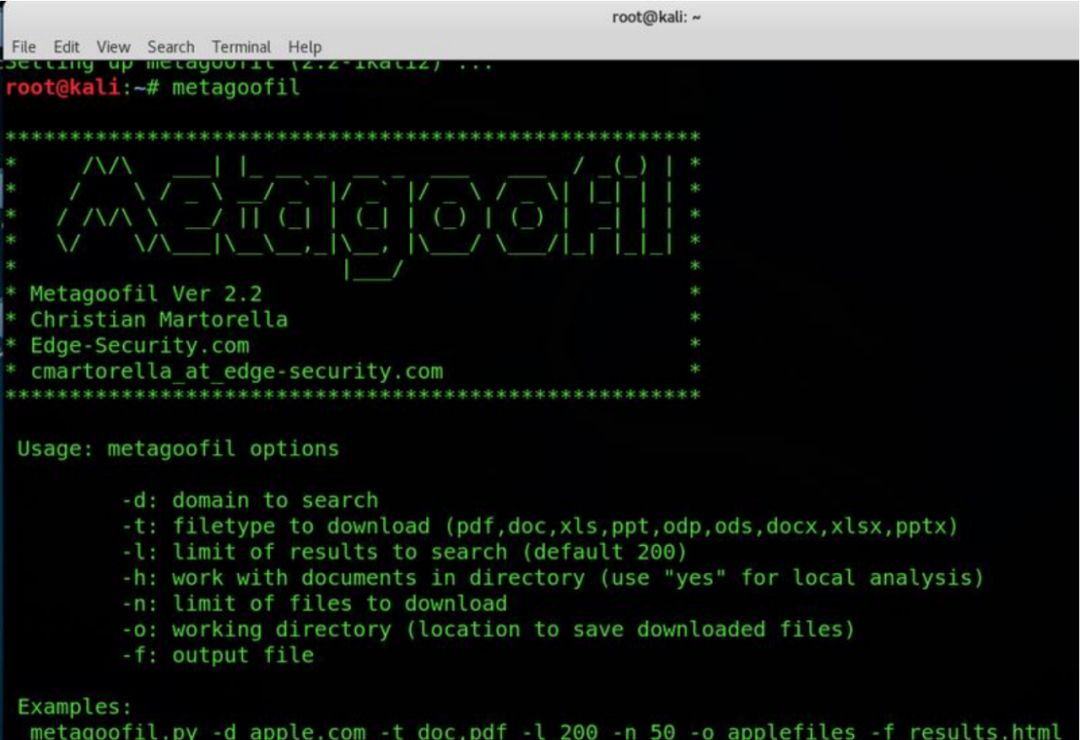 root@kali: ~
File Edit View Search Terminal Help
Setting up metagoofil (2.2-1kali2) ...
root@kali:~# metagoofil
******************************************************
Metagoofil
* Metagoofil Ver 2.2 *
* Christian Martorella *
* Edge-Security.com *
* cmartorella_at_edge-security.com *
******************************************************
Usage: metagoofil options
-d: domain to search
-t: filetype to download (pdf,doc,xls,ppt,odp,ods,docx,xlsx,pptx)
-l: limit of results to search (default 200)
-h: work with documents in directory (use "yes" for local analysis)
-n: limit of files to download
-o: working directory (location to save downloaded files)
-f: output file
Examples:
metagoofil.py -d apple.com -t doc,pdf -l 200 -n 50 -o applefiles -f results.html